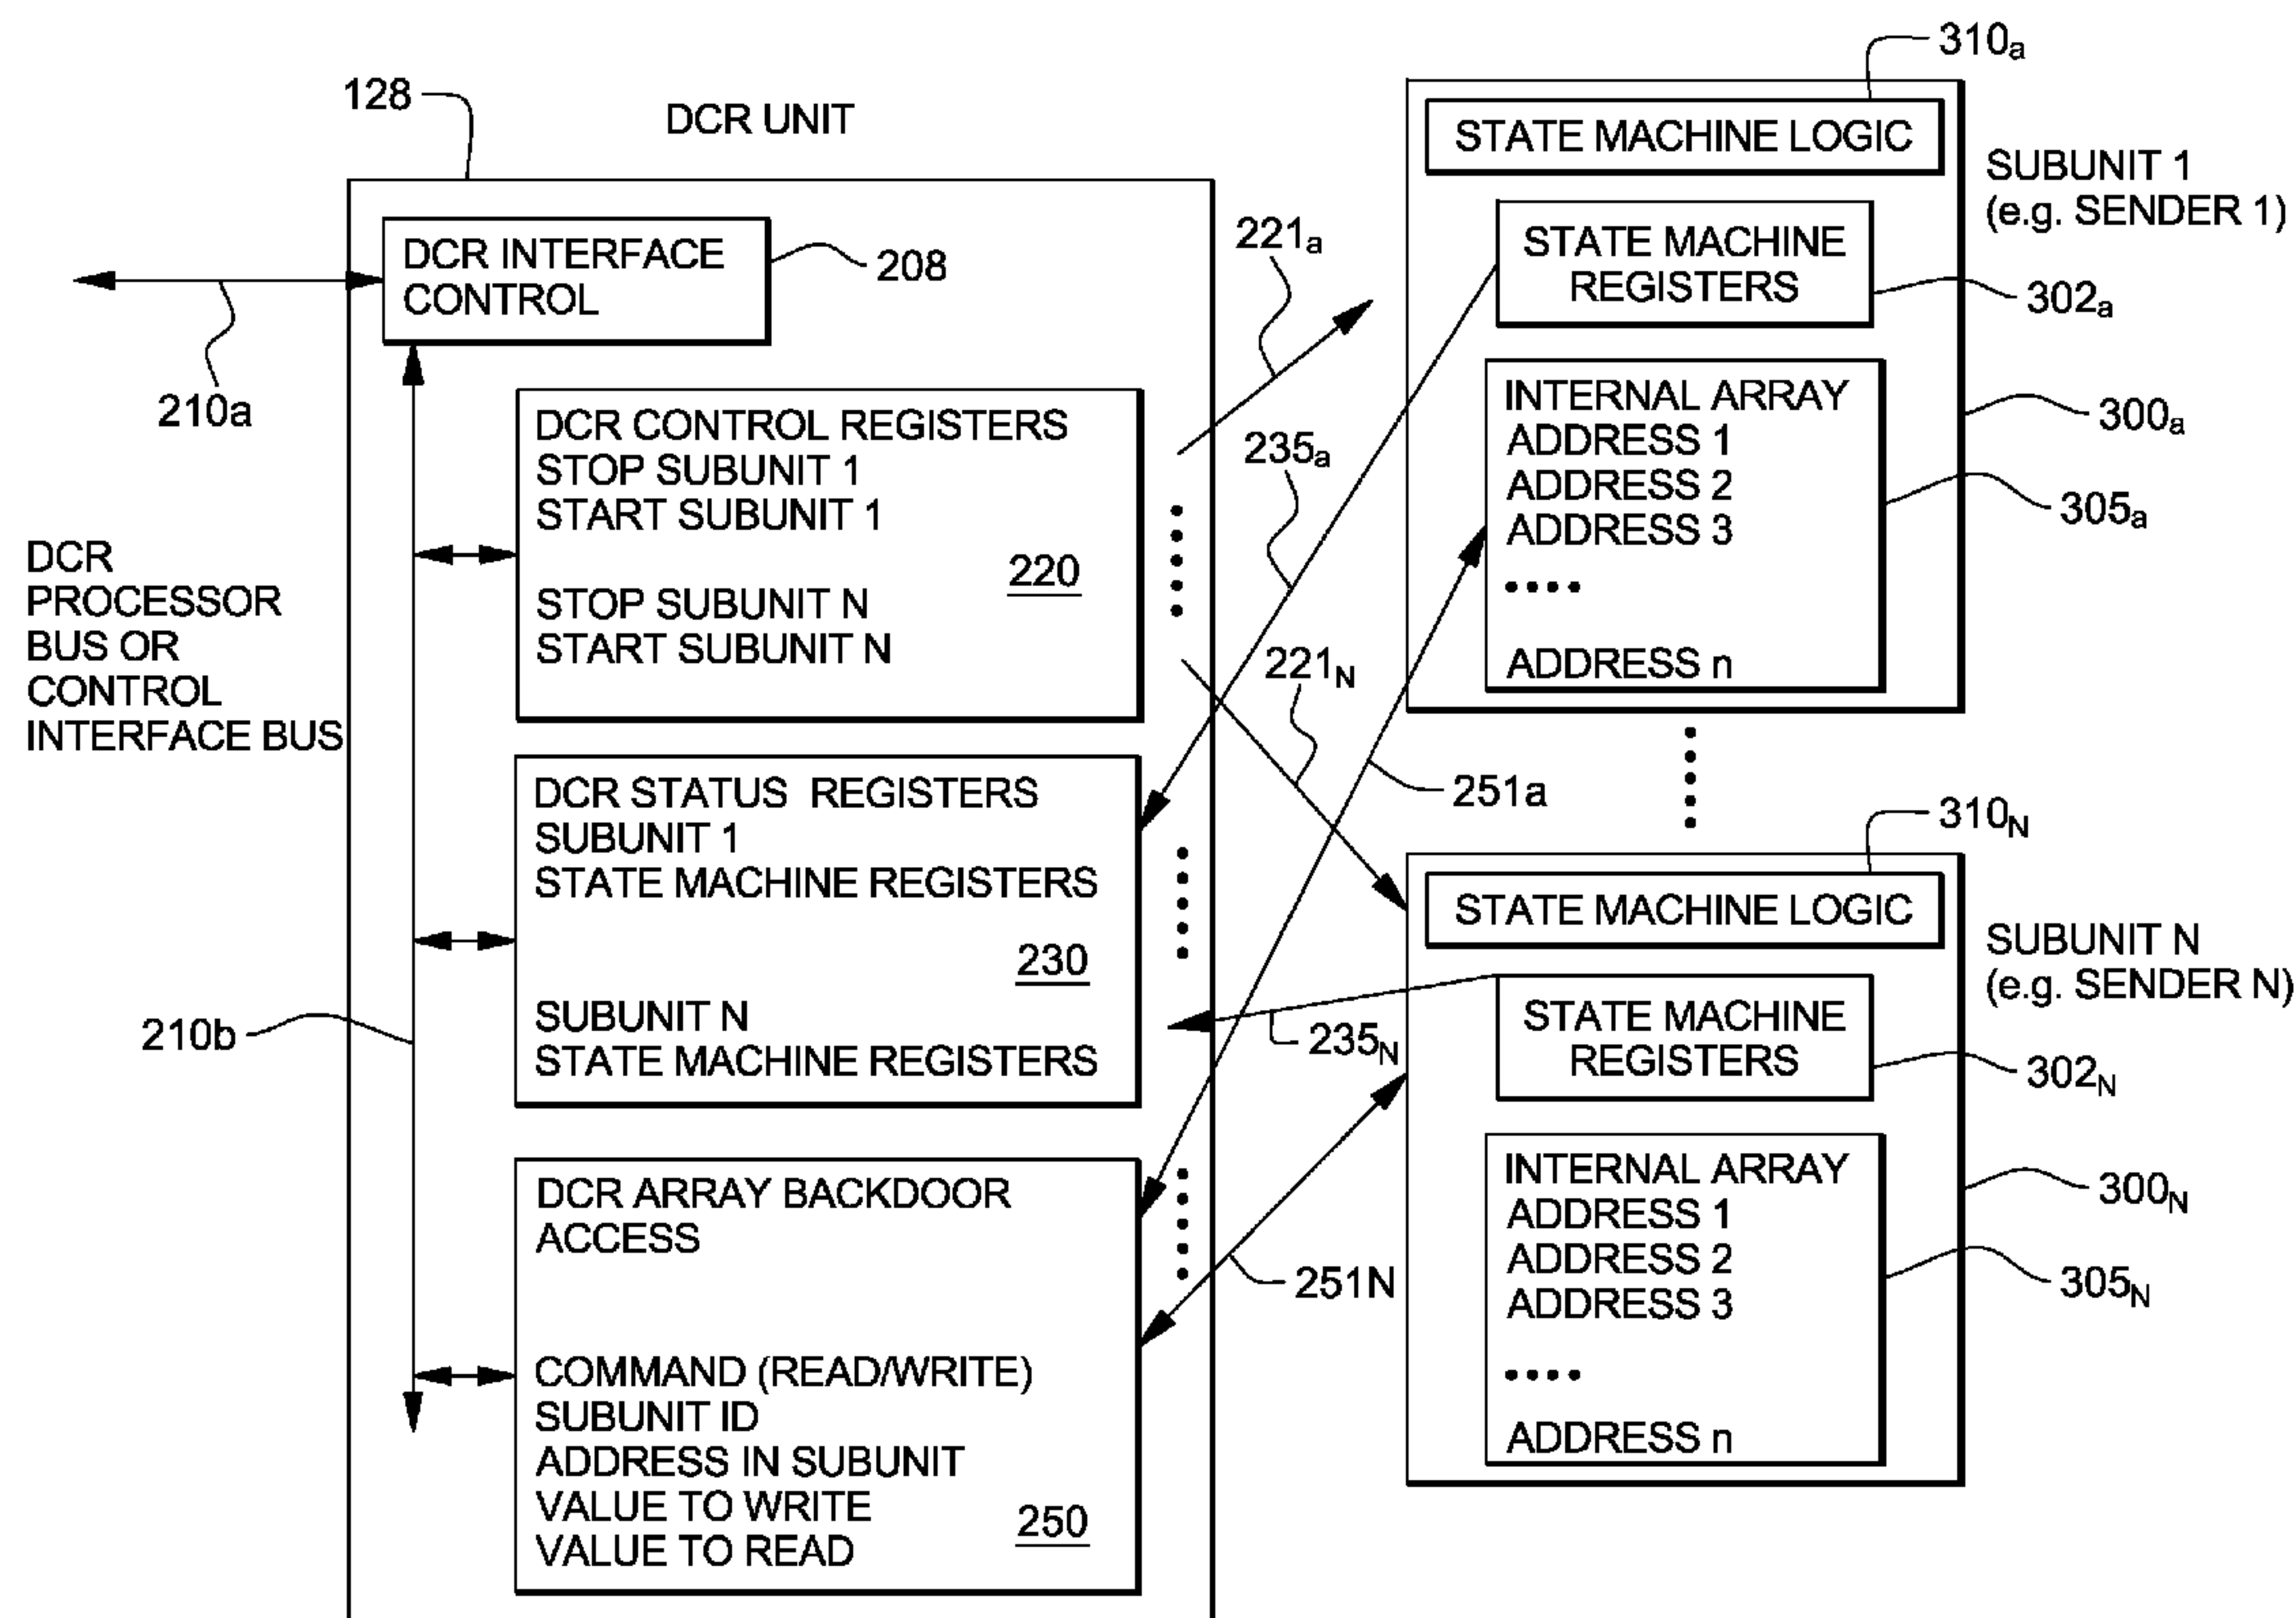 128
DCR UNIT
DCR INTERFACE
CONTROL
208
210a
DCR
PROCESSOR
BUS OR
CONTROL
INTERFACE BUS
210b
DCR CONTROL REGISTERS
STOP SUBUNIT 1
START SUBUNIT 1
220
STOP SUBUNIT N
START SUBUNIT N
DCR STATUS REGISTERS
SUBUNIT 1
STATE MACHINE REGISTERS
230
SUBUNIT N
STATE MACHINE REGISTERS
DCR ARRAY BACKDOOR
ACCESS
COMMAND (READ/WRITE)
SUBUNIT ID
ADDRESS IN SUBUNIT
VALUE TO WRITE
VALUE TO READ
250
221a
235a
221N
251a
235N
251N
310a
STATE MACHINE LOGIC
SUBUNIT 1
(e.g. SENDER 1)
STATE MACHINE
REGISTERS
302a
INTERNAL ARRAY
ADDRESS 1
ADDRESS 2
ADDRESS 3
....
ADDRESS n
300a
305a
310N
STATE MACHINE LOGIC
SUBUNIT N
(e.g. SENDER N)
STATE MACHINE
REGISTERS
302N
INTERNAL ARRAY
ADDRESS 1
ADDRESS 2
ADDRESS 3
....
ADDRESS n
300N
305N